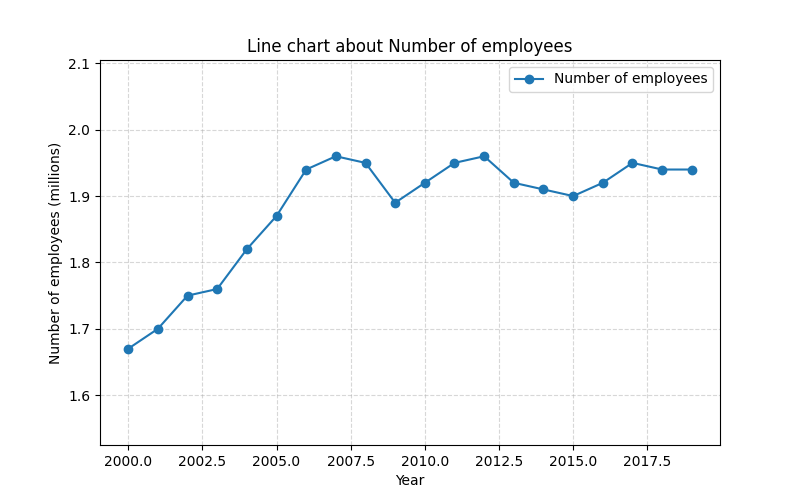 Line chart about Number of employees
Number of employees
Number of employees (millions)
2.1
2.0
1.9
1.8
1.7
1.6
2000.0 2002.5 2005.0 2007.5 2010.0 2012.5 2015.0 2017.5
Year